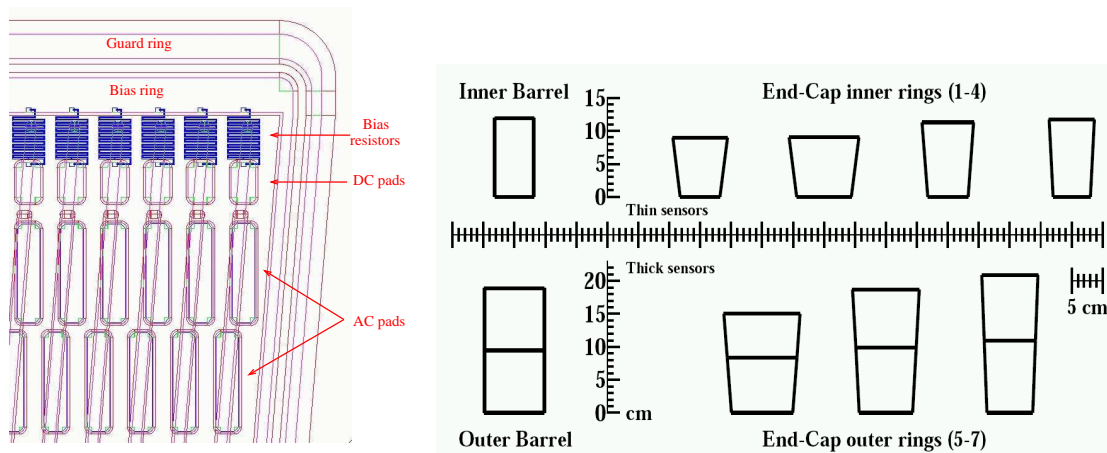 Guard ring
Bias ring
Bias
resistors
DC pads
AC pads
Inner Barrel
End-Cap inner rings (1-4)
15
10
5
0
Thin sensors
Thick sensors
20
15
10
5
0
cm
5 cm
Outer Barrel
End-Cap outer rings (5-7)